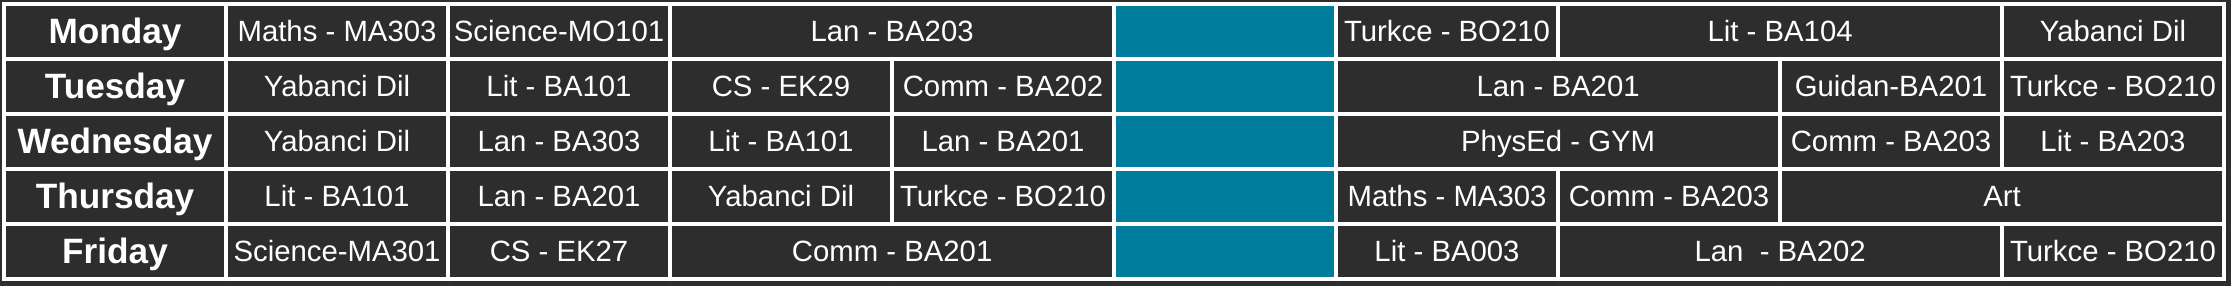 Monday Maths - MA303 Science-MO101 Lan - BA203 Turkce - BO210 Lit - BA104 Yabanci Dil
Tuesday Yabanci Dil Lit - BA101 CS - EK29 Comm - BA202 Lan - BA201 Guidan-BA201 Turkce - BO210
Wednesday Yabanci Dil Lan - BA303 Lit - BA101 Lan - BA201 PhysEd - GYM Comm - BA203 Lit - BA203
Thursday Lit - BA101 Lan - BA201 Yabanci Dil Turkce - BO210 Maths - MA303 Comm - BA203 Art
Friday Science-MA301 CS - EK27 Comm - BA201 Lit - BA003 Lan  - BA202 Turkce - BO210